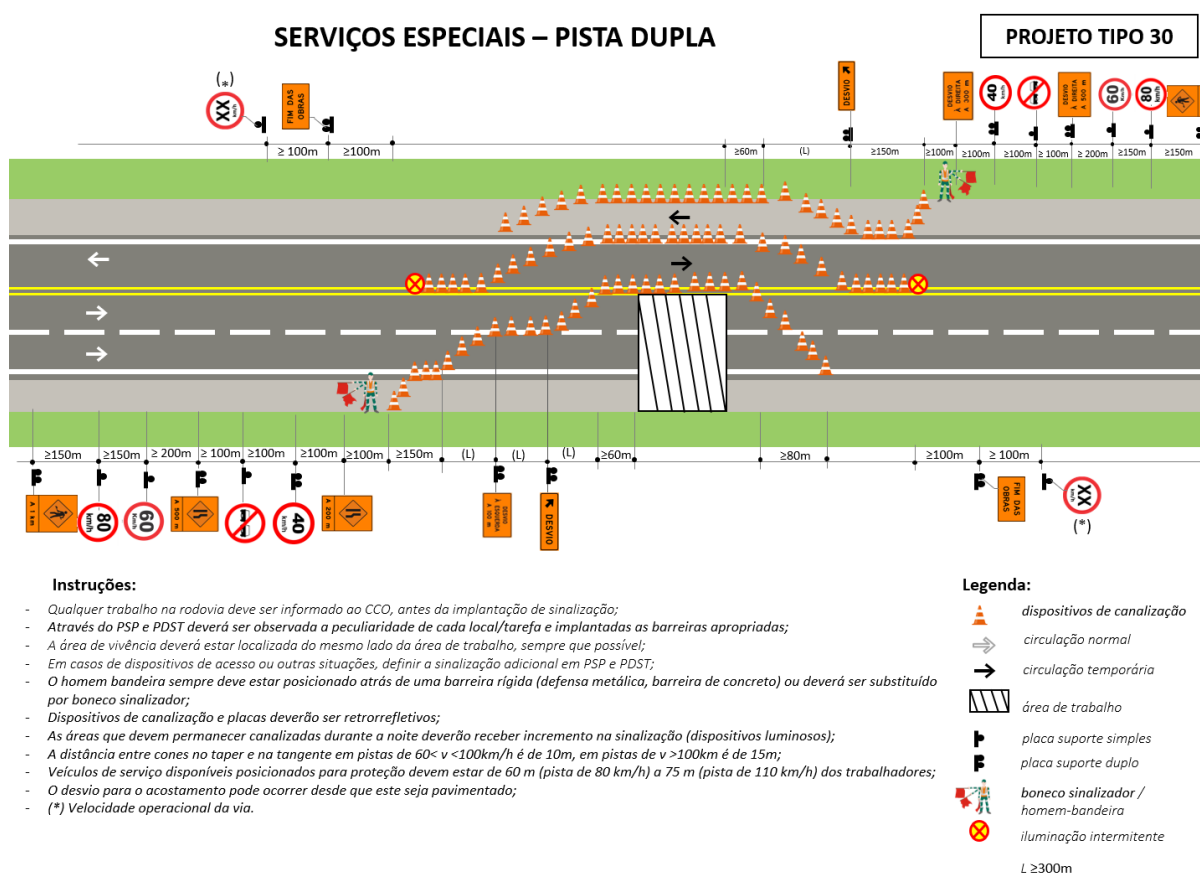 SERVIÇOS ESPECIAIS – PISTA DUPLA
PROJETO TIPO 30
(*)
XX
km/h
FIM DAS
OBRAS
DESVIO
DESVIO
À DIREITA
A 300 m
40
km/h
DESVIO
À DIREITA
A 500 m
60
Km/h
80
km/h
≥ 100m
≥100m
≥60m
(L)
≥150m
≥100m
≥100m
≥100m
≥ 100m
≥ 200m
≥150m
≥150m
≥150m
≥150m
≥ 200m
≥ 100m
≥100m
≥100m
≥100m
≥150m
(L)
(L)
(L)
≥60m
≥80m
≥100m
≥ 100m
A 1 km
80
km/h
60
Km/h
A 500 m
40
km/h
A 200 m
DESVIO
À ESQUERDA
A 100 m
DESVIO
FIM DAS
OBRAS
XX
km/h
(*)
Instruções:
- Qualquer trabalho na rodovia deve ser informado ao CCO, antes da implantação de sinalização;
- Através do PSP e PDST deverá ser observada a peculiaridade de cada local/tarefa e implantadas as barreiras apropriadas;
- A área de vivência deverá estar localizada do mesmo lado da área de trabalho, sempre que possível;
- Em casos de dispositivos de acesso ou outras situações, definir a sinalização adicional em PSP e PDST;
- O homem bandeira sempre deve estar posicionado atrás de uma barreira rígida (defensa metálica, barreira de concreto) ou deverá ser substituído
por boneco sinalizador;
- Dispositivos de canalização e placas deverão ser retrorrefletivos;
- As áreas que devem permanecer canalizadas durante a noite deverão receber incremento na sinalização (dispositivos luminosos);
- A distância entre cones no taper e na tangente em pistas de 60< v <100km/h é de 10m, em pistas de v >100km é de 15m;
- Veículos de serviço disponíveis posicionados para proteção devem estar de 60 m (pista de 80 km/h) a 75 m (pista de 110 km/h) dos trabalhadores;
- O desvio para o acostamento pode ocorrer desde que este seja pavimentado;
- (*) Velocidade operacional da via.
Legenda:
dispositivos de canalização
circulação normal
circulação temporária
área de trabalho
placa suporte simples
placa suporte duplo
boneco sinalizador /
homem-bandeira
iluminação intermitente
L ≥300m